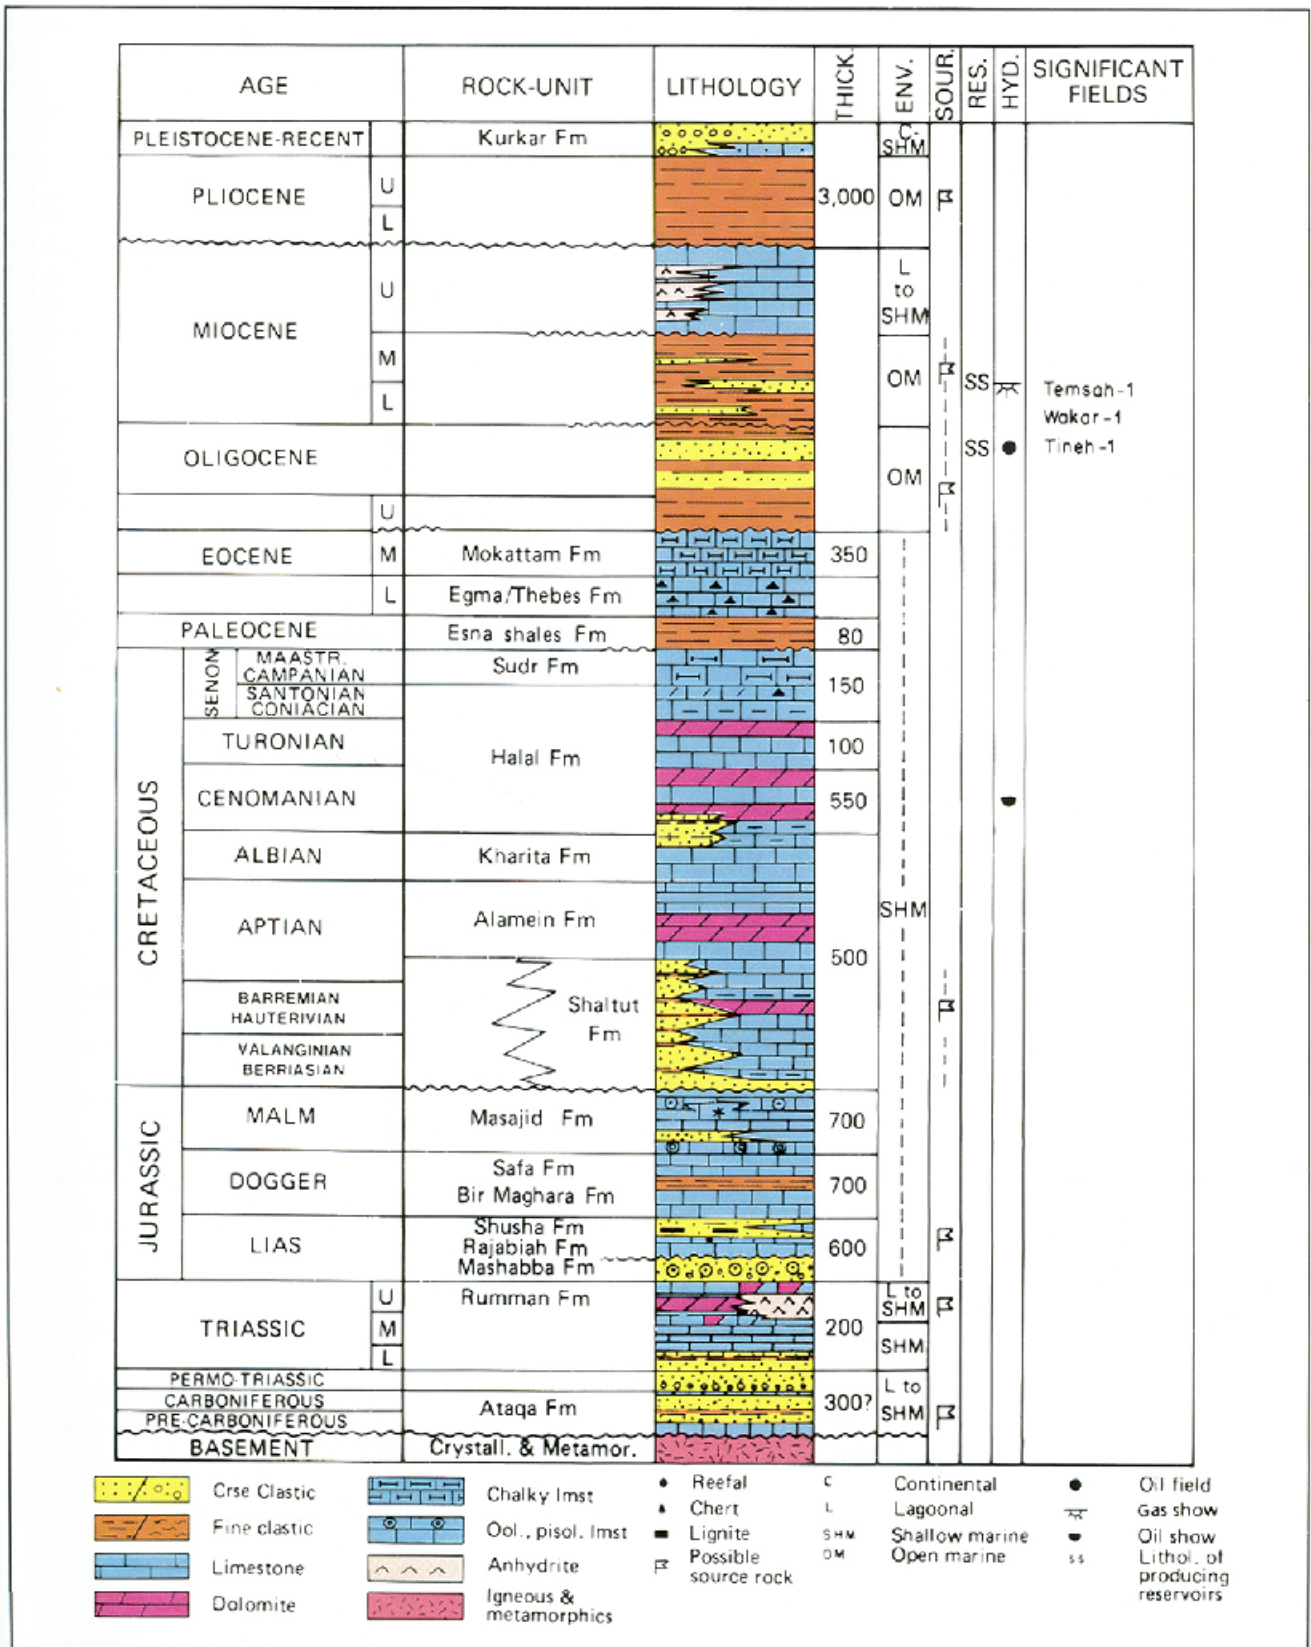 AGE
ROCK-UNIT
LITHOLOGY
THICK.
ENV.
SOUR.
RES.
HYD.
SIGNIFICANT
FIELDS
PLEISTOCENE-RECENT
Kurkar Fm
C-
SHM
PLIOCENE
U
L
3,000
OM
MIOCENE
U
M
L
L
to
SHM
OM
SS
Temsah-1
Wakar-1
OLIGOCENE
OM
SS
Tineh-1
U
EOCENE
M
Mokattam Fm
350
L
Egma/Thebes Fm
PALEOCENE
Esna shales Fm
80
CRETACEOUS
SENON
MAASTR.
CAMPANIAN
Sudr Fm
150
SANTONIAN
CONIACIAN
TURONIAN
Halal Fm
100
CENOMANIAN
550
ALBIAN
Kharita Fm
APTIAN
Alamein Fm
SHM
500
BARREMIAN
HAUTERIVIAN
Shaltut
Fm
VALANGINIAN
BERRIASIAN
JURASSIC
MALM
Masajid Fm
700
DOGGER
Safa Fm
Bir Maghara Fm
700
LIAS
Shusha Fm
Rajabiah Fm
Mashabba Fm
600
TRIASSIC
U
M
L
Rumman Fm
200
L to
SHM
SHM
PERMO-TRIASSIC
CARBONIFEROUS
PRE-CARBONIFEROUS
Ataqa Fm
300?
L to
SHM
BASEMENT
Crystall. & Metamor.
Crse Clastic
Fine clastic
Limestone
Dolomite
Chalky lmst
Ool., pisol. lmst
Anhydrite
Igneous &
metamorphics
Reefal
Chert
Lignite
Possible
source rock
C Continental
L Lagoonal
SHM Shallow marine
OM Open marine
Oil field
Gas show
Oil show
SS Lithol. of
producing
reservoirs